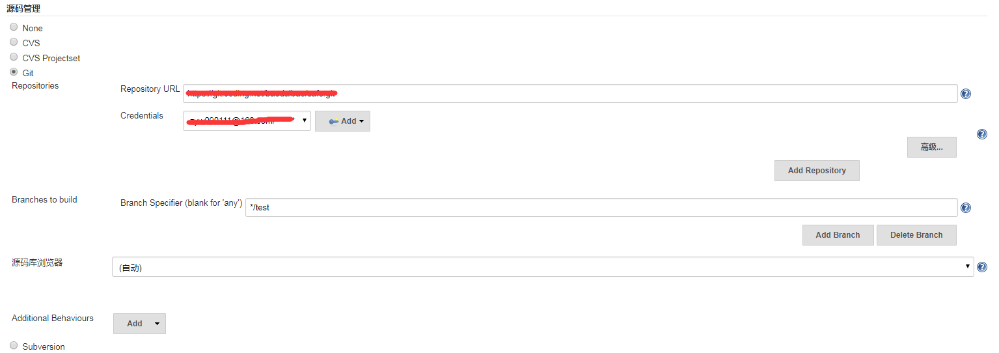 源码管理
None
CVS
CVS Projectset
Git
Repositories
Repository URL
Credentials
Add
高级...
Add Repository
Branches to build
Branch Specifier (blank for 'any')
*/test
Add Branch
Delete Branch
源码库浏览器
(自动)
Additional Behaviours
Add
Subversion